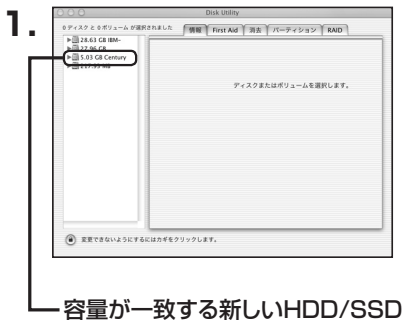 1.
Disk Utility
0 ディスク と 0 ボリューム が選択されました
情報 First Aid 消去 パーティション RAID
28.63 GB IBM-
27.96 GB
5.03 GB Century
ディスクまたはボリュームを選択します。
変更できないようにするにはカギをクリックします。
容量が一致する新しいHDD/SSD